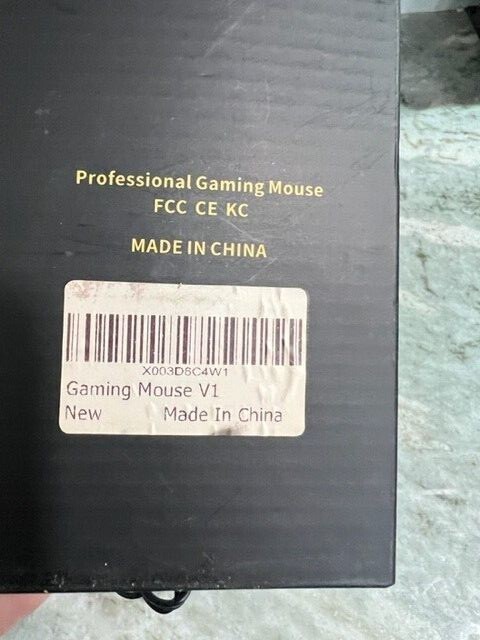 Professional Gaming Mouse
FCC CE KC
MADE IN CHINA
X003D6C4W1
Gaming Mouse V1
New Made In China